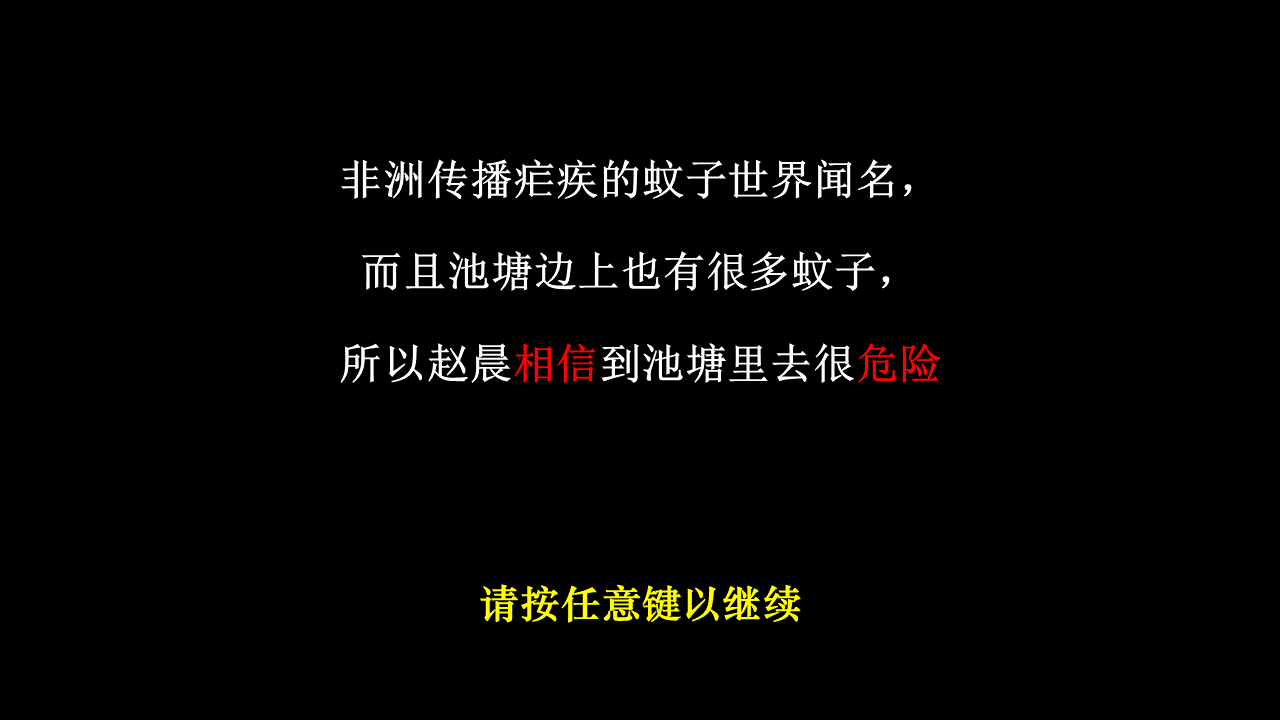 非洲传播疟疾的蚊子世界闻名，
而且池塘边上也有很多蚊子，
所以赵晨相信到池塘里去很危险
请按任意键以继续